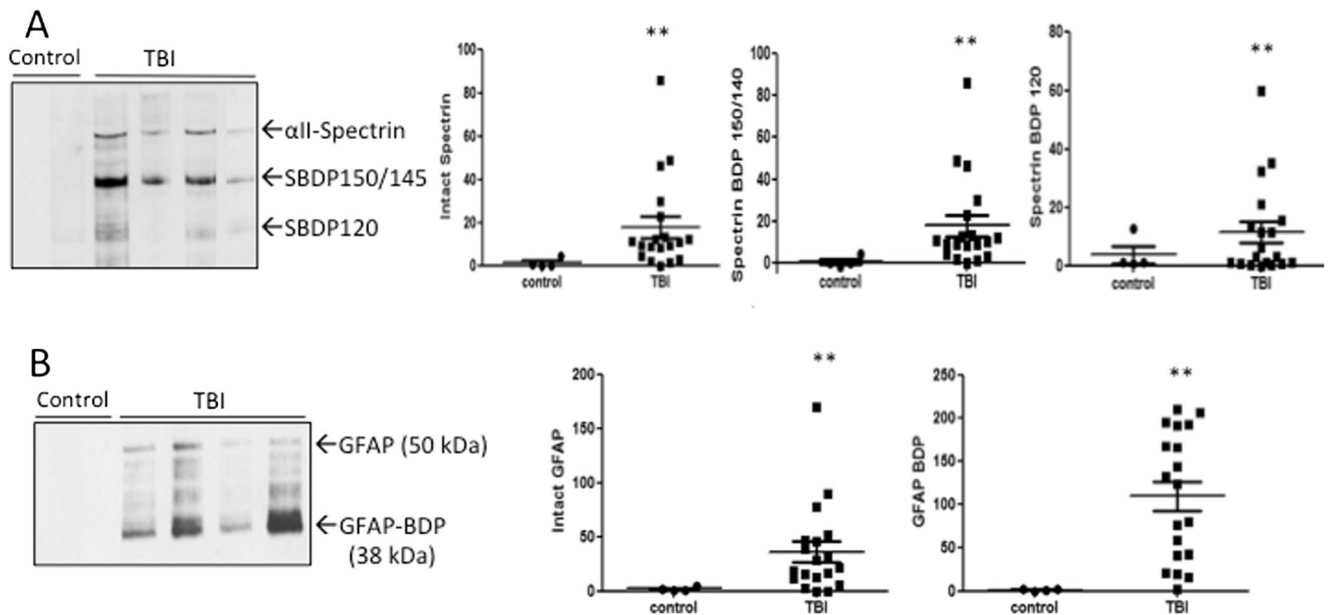 A
Control
TBI
←αII-Spectrin
←SBDP150/145
←SBDP120
Intact Spectrin
100
80
60
40
20
0
**
control
TBI
Spectrin BDP 150/140
100
80
60
40
20
0
**
control
TBI
Spectrin BDP 120
80
60
40
20
0
**
control
TBI
B
Control
TBI
←GFAP (50 kDa)
←GFAP-BDP
(38 kDa)
Intact GFAP
200
150
100
50
0
**
control
TBI
GFAP BDP
250
200
150
100
50
0
**
control
TBI